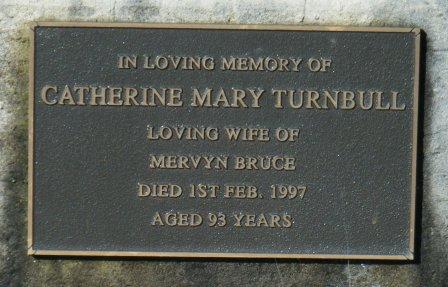 IN LOVING MEMORY OF
CATHERINE MARY TURNBULL
LOVING WIFE OF
MERVYN BRUCE
DIED 1ST FEB. 1997
AGED 93 YEARS